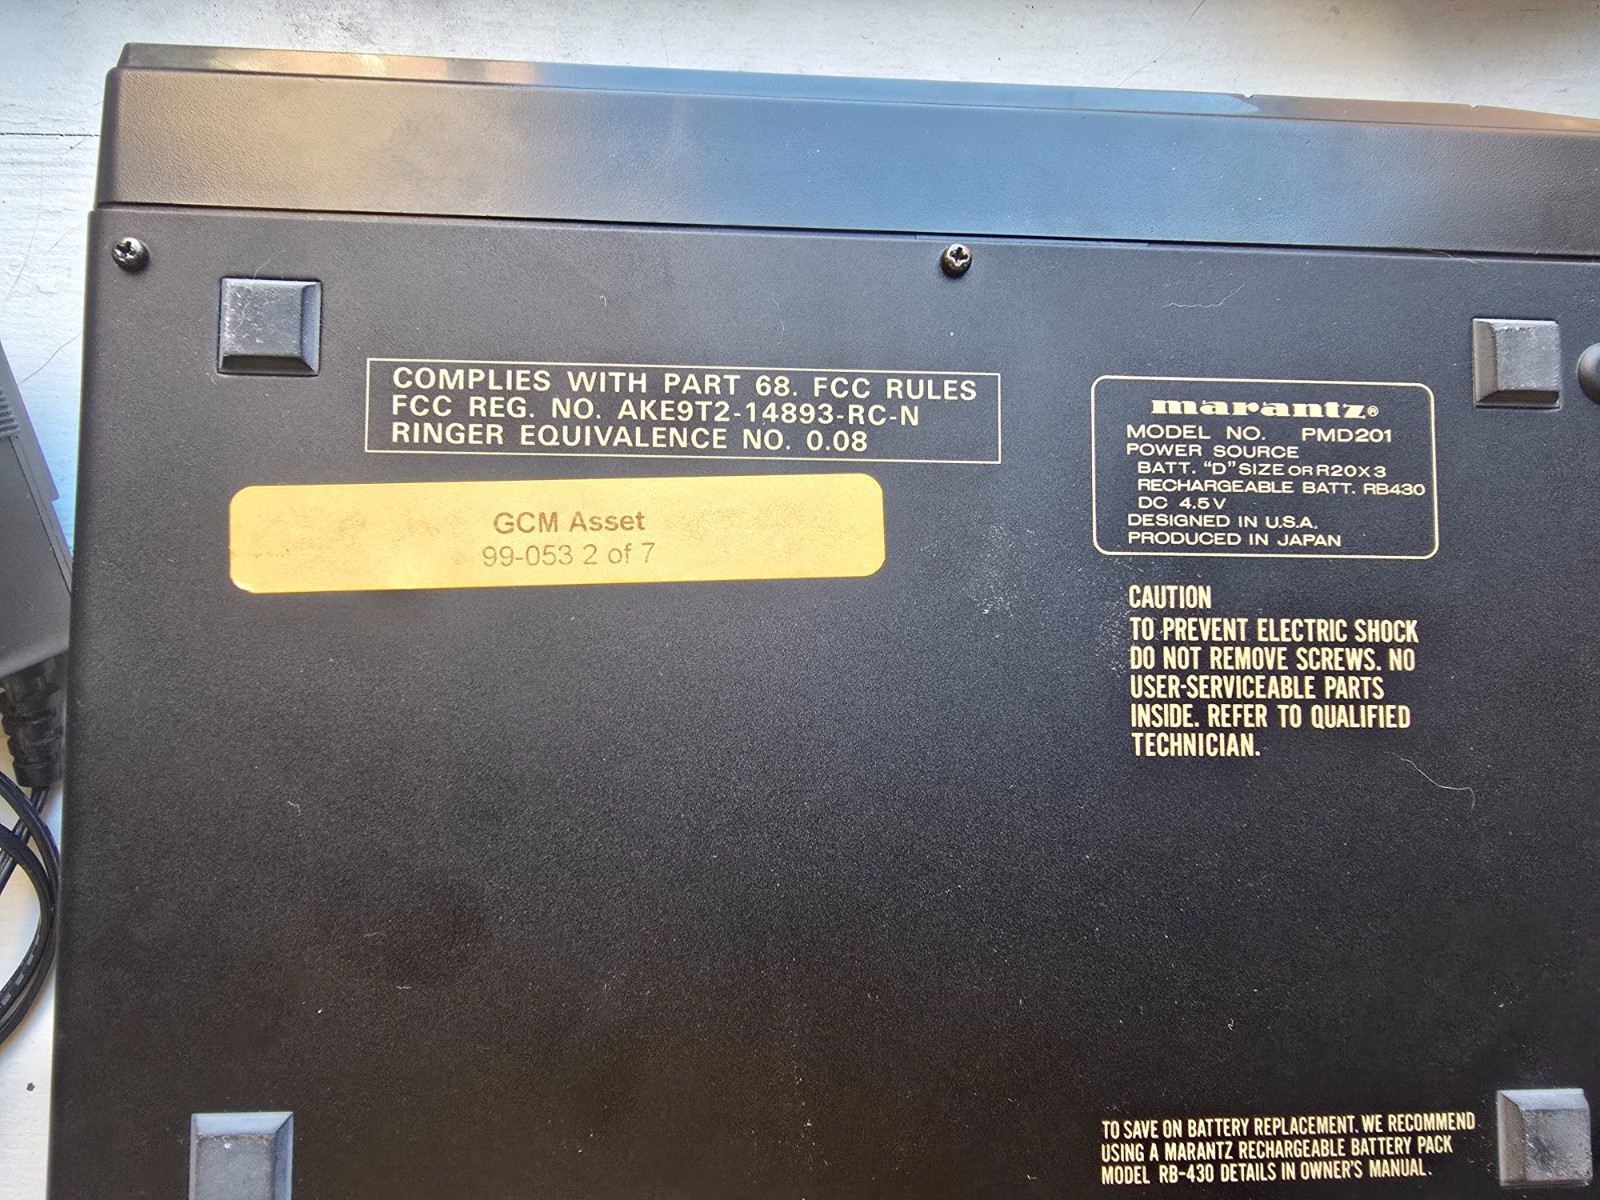 COMPLIES WITH PART 68. FCC RULES
FCC REG. NO. AKE9T2-14893-RC-N
RINGER EQUIVALENCE NO. 0.08
GCM Asset
99-053 2 of 7
marantz®
MODEL NO. PMD201
POWER SOURCE
BATT. "D" SIZE OR R20X3
RECHARGEABLE BATT. RB430
DC 4.5V
DESIGNED IN U.S.A.
PRODUCED IN JAPAN
CAUTION
TO PREVENT ELECTRIC SHOCK
DO NOT REMOVE SCREWS. NO
USER-SERVICEABLE PARTS
INSIDE. REFER TO QUALIFIED
TECHNICIAN.
TO SAVE ON BATTERY REPLACEMENT. WE RECOMMEND
USING A MARANTZ RECHARGEABLE BATTERY PACK
MODEL RB-430 DETAILS IN OWNER'S MANUAL.